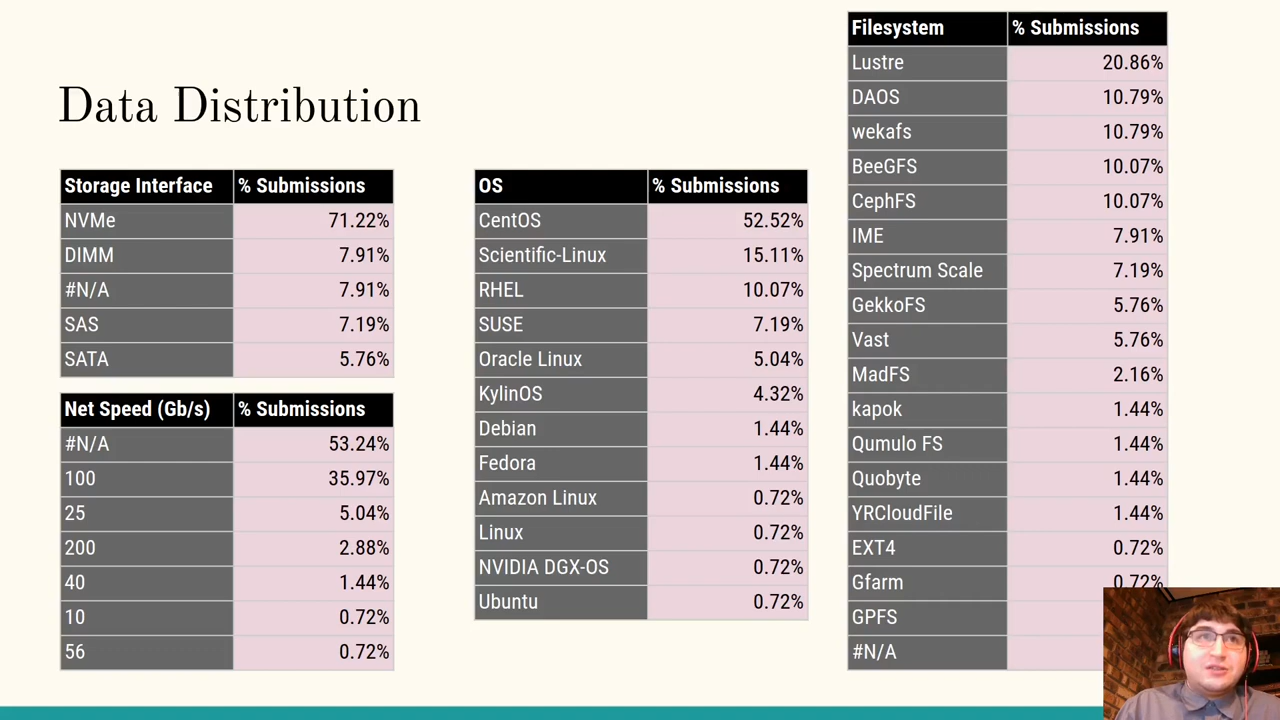 Data Distribution
Storage Interface % Submissions
NVMe 71.22%
DIMM 7.91%
#N/A 7.91%
SAS 7.19%
SATA 5.76%
Net Speed (Gb/s) % Submissions
#N/A 53.24%
100 35.97%
25 5.04%
200 2.88%
40 1.44%
10 0.72%
56 0.72%
OS % Submissions
CentOS 52.52%
Scientific-Linux 15.11%
RHEL 10.07%
SUSE 7.19%
Oracle Linux 5.04%
KylinOS 4.32%
Debian 1.44%
Fedora 1.44%
Amazon Linux 0.72%
Linux 0.72%
NVIDIA DGX-OS 0.72%
Ubuntu 0.72%
Filesystem % Submissions
Lustre 20.86%
DAOS 10.79%
wekafs 10.79%
BeeGFS 10.07%
CephFS 10.07%
IME 7.91%
Spectrum Scale 7.19%
GekkoFS 5.76%
Vast 5.76%
MadFS 2.16%
kapok 1.44%
Qumulo FS 1.44%
Quobyte 1.44%
YRCloudFile 1.44%
EXT4 0.72%
Gfarm 0.72%
GPFS
#N/A